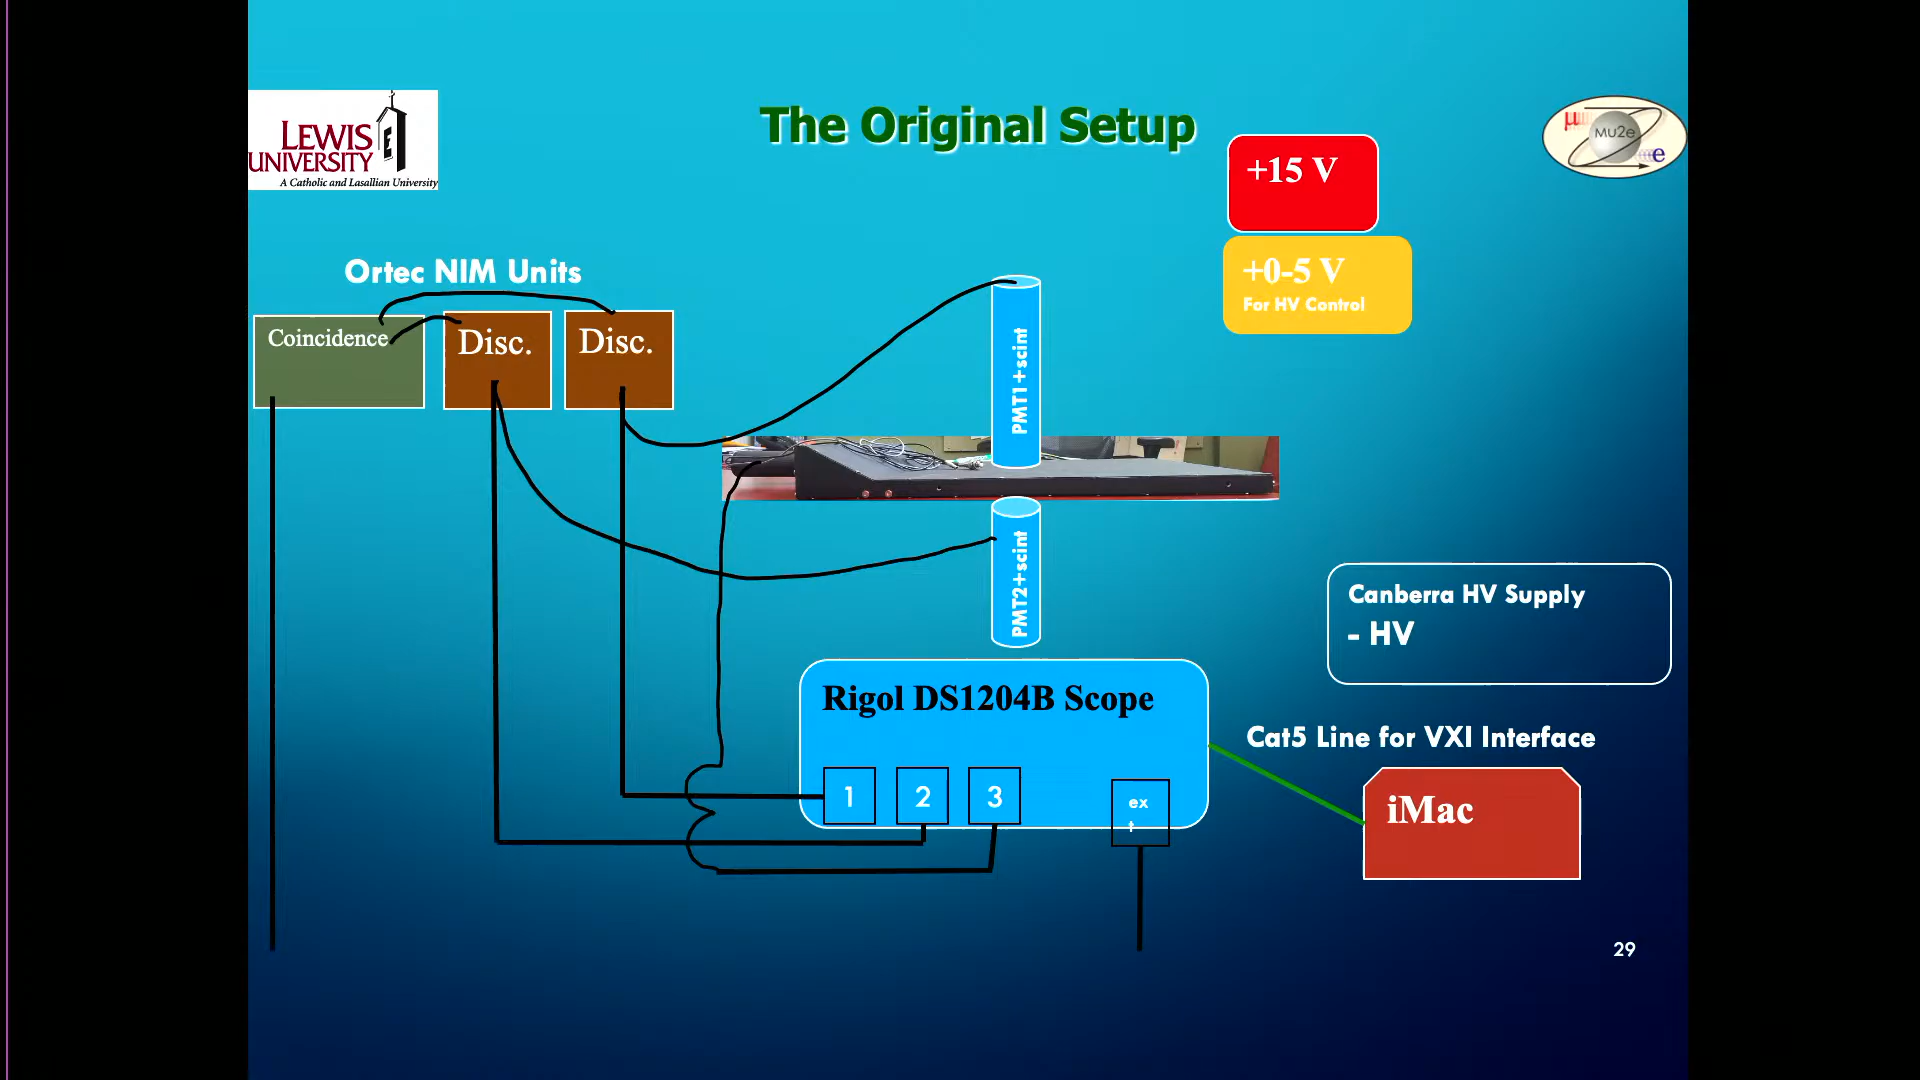 The Original Setup
LEWIS
UNIVERSITY
A Catholic and Lasallian University
+15 V
μ
MU2e
e
+0-5 V
For HV Control
Ortec NIM Units
Coincidence
Disc.
Disc.
PMT1+scint
PMT2+scint
Canberra HV Supply
- HV
Rigol DS1204B Scope
1
2
3
ex
t
Cat5 Line for VXI Interface
iMac
29